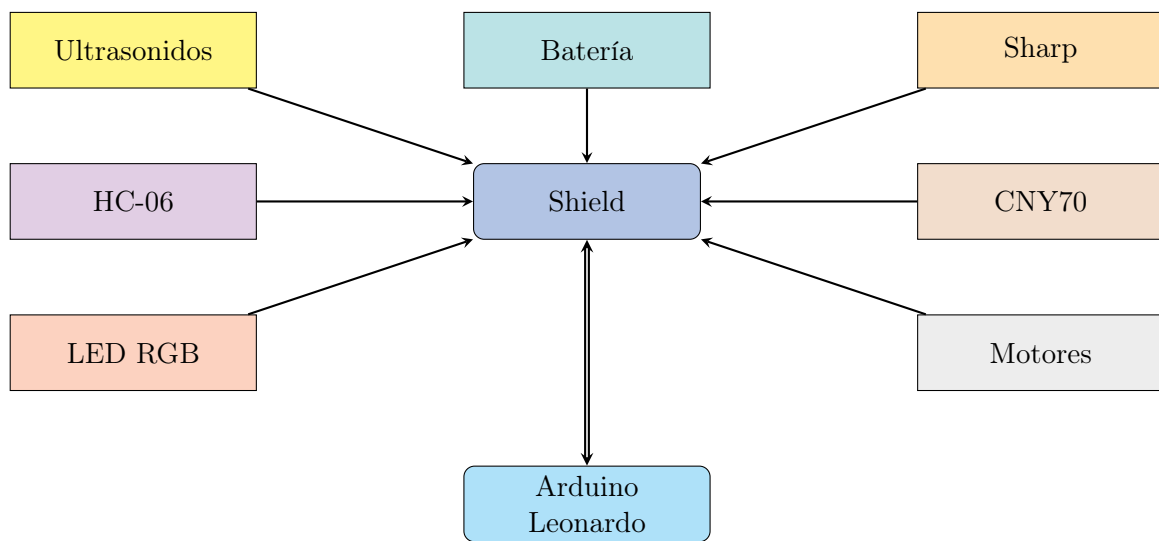 Ultrasonidos
Batería
Sharp
HC-06
Shield
CNY70
LED RGB
Motores
Arduino
Leonardo